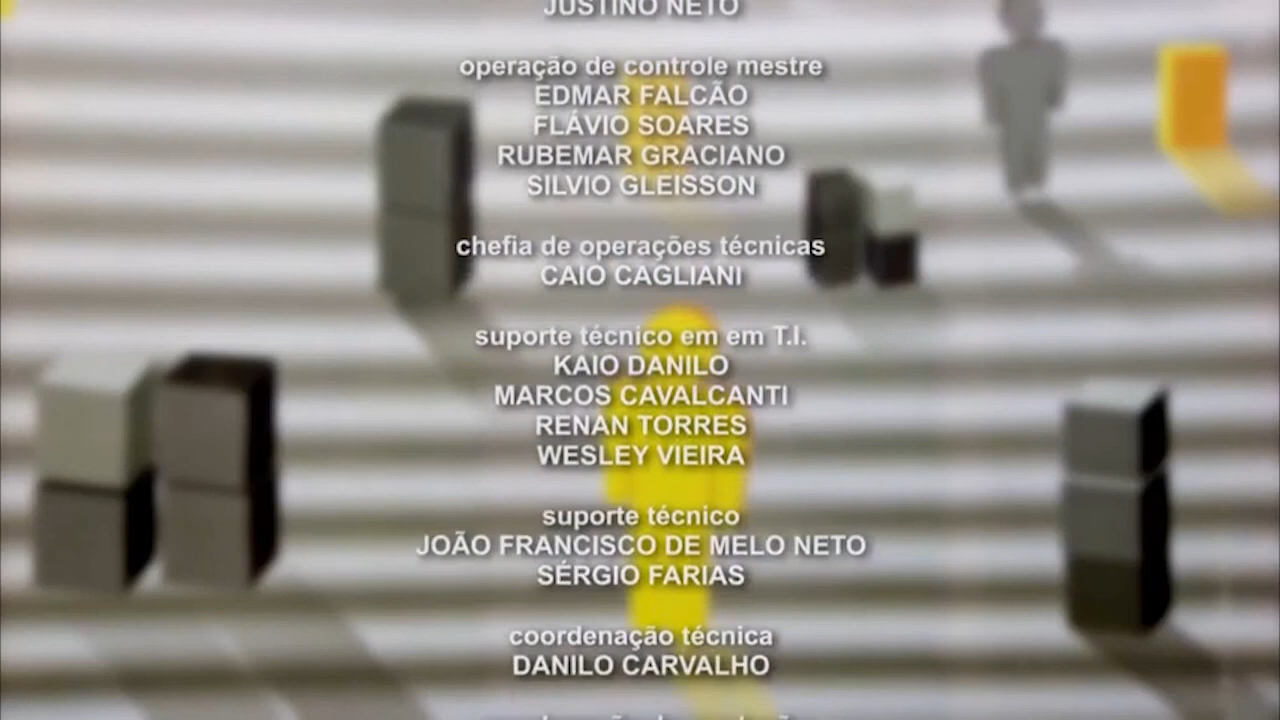 JUSTINO NETO
operação de controle mestre
EDMAR FALCÃO
FLÁVIO SOARES
RUBEMAR GRACIANO
SILVIO GLEISSON
chefia de operações técnicas
CAIO CAGLIANI
suporte técnico em em T.I.
KAIO DANILO
MARCOS CAVALCANTI
RENAN TORRES
WESLEY VIEIRA
suporte técnico
JOÃO FRANCISCO DE MELO NETO
SÉRGIO FARIAS
coordenação técnica
DANILO CARVALHO